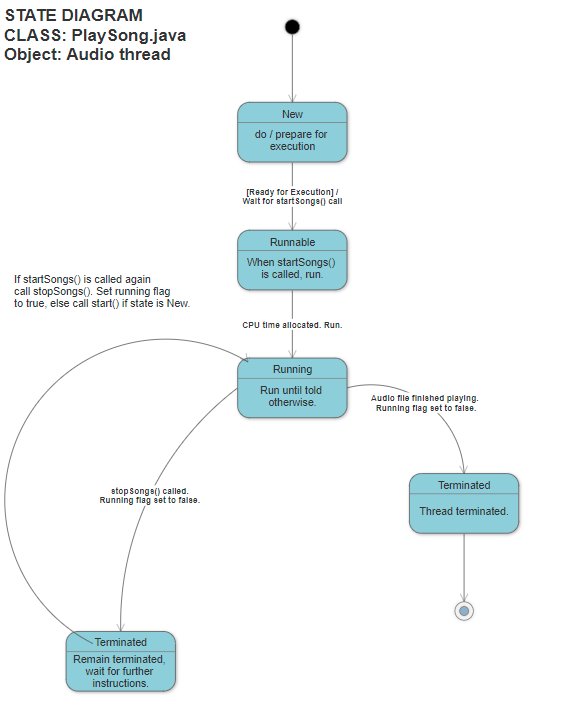 STATE DIAGRAM
CLASS: PlaySong.java
Object: Audio thread
New
do / prepare for
execution
[Ready for Execution] /
Wait for startSongs() call
Runnable
When startSongs()
is called, run.
If startSongs() is called again
call stopSongs(). Set running flag
to true, else call start() if state is New.
CPU time allocated. Run.
Running
Run until told
otherwise.
Audio file finished playing.
Running flag set to false.
stopSongs() called.
Running flag set to false.
Terminated
Thread terminated.
Terminated
Remain terminated,
wait for further
instructions.